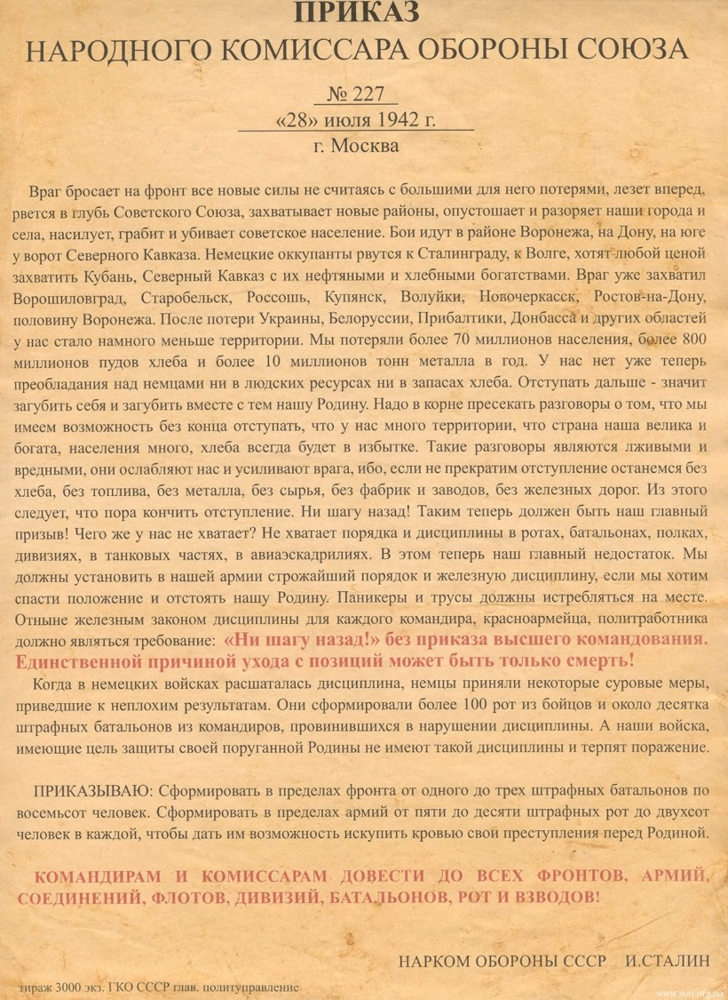 ПРИКАЗ
НАРОДНОГО КОМИССАРА ОБОРОНЫ СОЮЗА
№ 227
«28» июля 1942 г.
г. Москва
Враг бросает на фронт все новые силы не считаясь с большими для него потерями, лезет вперед,
рвется в глубь Советского Союза, захватывает новые районы, опустошает и разоряет наши города и
села, насилует, грабит и убивает советское население. Бои идут в районе Воронежа, на Дону, на юге
у ворот Северного Кавказа. Немецкие оккупанты рвутся к Сталинграду, к Волге, хотят любой ценой
захватить Кубань, Северный Кавказ с их нефтяными и хлебными богатствами. Враг уже захватил
Ворошиловград, Старобельск, Россошь, Купянск, Волуйки, Новочеркасск, Ростов-на-Дону,
половину Воронежа. После потери Украины, Белоруссии, Прибалтики, Донбасса и других областей
у нас стало намного меньше территории. Мы потеряли более 70 миллионов населения, более 800
миллионов пудов хлеба и более 10 миллионов тонн металла в год. У нас нет уже теперь
преобладания над немцами ни в людских ресурсах ни в запасах хлеба. Отступать дальше - значит
загубить себя и загубить вместе с тем нашу Родину. Надо в корне пресекать разговоры о том, что мы
имеем возможность без конца отступать, что у нас много территории, что страна наша велика и
богата, населения много, хлеба всегда будет в избытке. Такие разговоры являются лживыми и
вредными, они ослабляют нас и усиливают врага, ибо, если не прекратим отступление останемся без
хлеба, без топлива, без металла, без сырья, без фабрик и заводов, без железных дорог. Из этого
следует, что пора кончить отступление. Ни шагу назад! Таким теперь должен быть наш главный
призыв! Чего же у нас не хватает? Не хватает порядка и дисциплины в ротах, батальонах, полках,
дивизиях, в танковых частях, в авиаэскадрилиях. В этом теперь наш главный недостаток. Мы
должны установить в нашей армии строжайший порядок и железную дисциплину, если мы хотим
спасти положение и отстоять нашу Родину. Паникеры и трусы должны истребляться на месте.
Отныне железным законом дисциплины для каждого командира, красноармейца, политработника
должно являться требование: «Ни шагу назад!» без приказа высшего командования.
Единственной причиной ухода с позиций может быть только смерть!
Когда в немецких войсках расшаталась дисциплина, немцы приняли некоторые суровые меры,
приведшие к неплохим результатам. Они сформировали более 100 рот из бойцов и около десятка
штрафных батальонов из командиров, провинившихся в нарушении дисциплины. А наши войска,
имеющие цель защиты своей поруганной Родины не имеют такой дисциплины и терпят поражение.
ПРИКАЗЫВАЮ: Сформировать в пределах фронта от одного до трех штрафных батальонов по
восемьсот человек. Сформировать в пределах армий от пяти до десяти штрафных рот до двухсот
человек в каждой, чтобы дать им возможность искупить кровью свои преступления перед Родиной.
КОМАНДИРАМ И КОМИССАРАМ ДОВЕСТИ ДО ВСЕХ ФРОНТОВ, АРМИЙ,
СОЕДИНЕНИЙ, ФЛОТОВ, ДИВИЗИЙ, БАТАЛЬОНОВ, РОТ И ВЗВОДОВ!
НАРКОМ ОБОРОНЫ СССР И.СТАЛИН
тираж 3000 экз. ГКО СССР глав. политуправление
www.war.org.ua